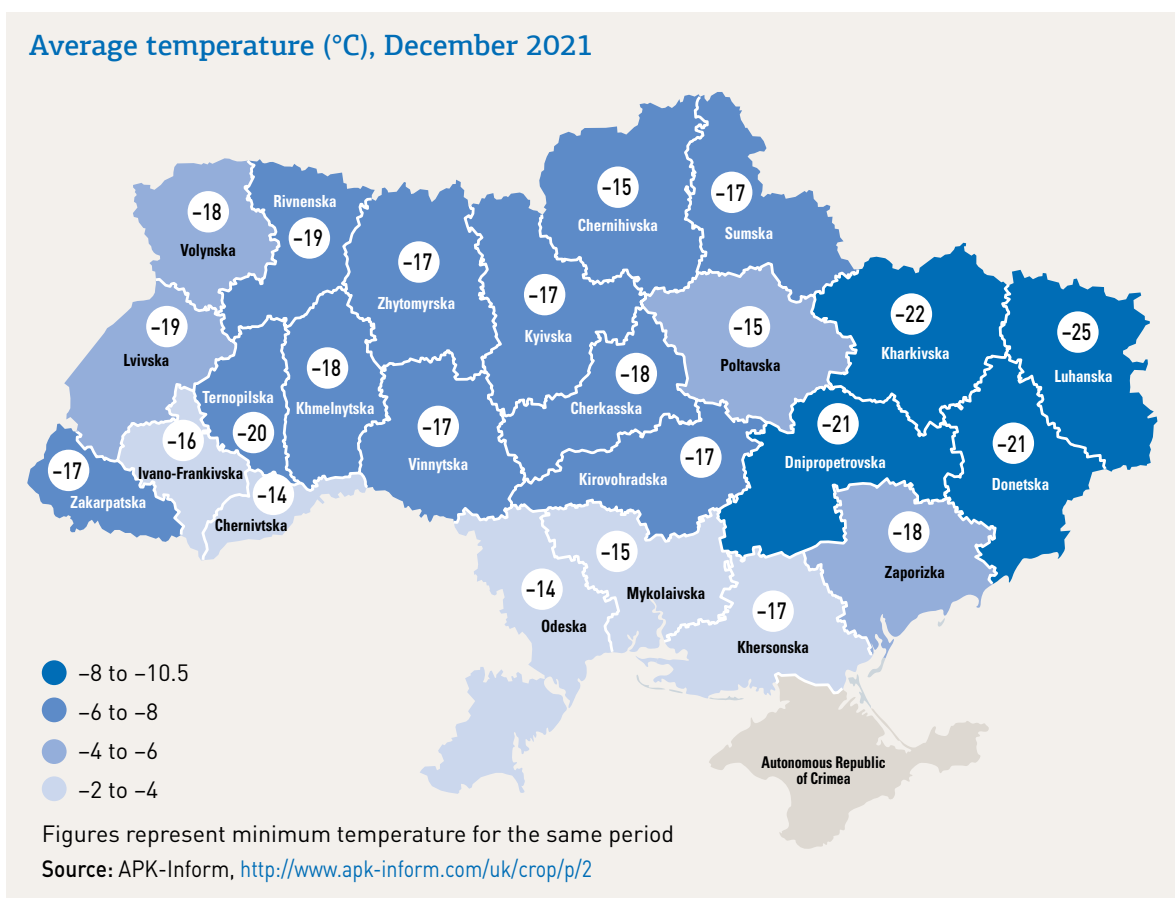 Average temperature (°C), December 2021
–15
Chernihivska
–17
Sumska
–18
Volynska
Rivnenska
–19
–17
Zhytomyrska
–17
Kyivska
–19
Lvivska
–15
Poltavska
–22
Kharkivska
–25
Luhanska
Ternopilska
–20
–18
Khmelnytska
–18
Cherkasska
–17
Vinnytska
–17
Kirovohradska
–21
Dnipropetrovska
–21
Donetska
–17
Zakarpatska
–16
Ivano-Frankivska
–14
Chernivtska
–18
Zaporizka
–15
Mykolaivska
–14
Odeska
–17
Khersonska
Autonomous Republic
of Crimea
–8 to –10.5
–6 to –8
–4 to –6
–2 to –4
Figures represent minimum temperature for the same period
Source: APK-Inform, http://www.apk-inform.com/uk/crop/p/2